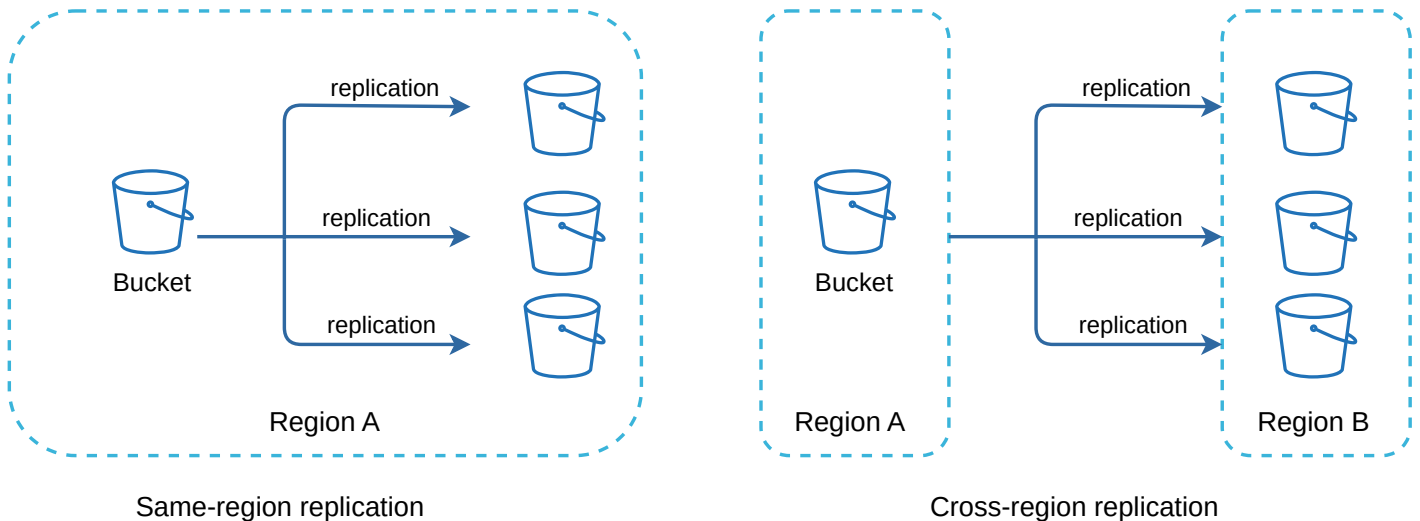 replication
replication
Bucket
replication
Region A
Same-region replication
replication
replication
Bucket
replication
Region A
Region B
Cross-region replication